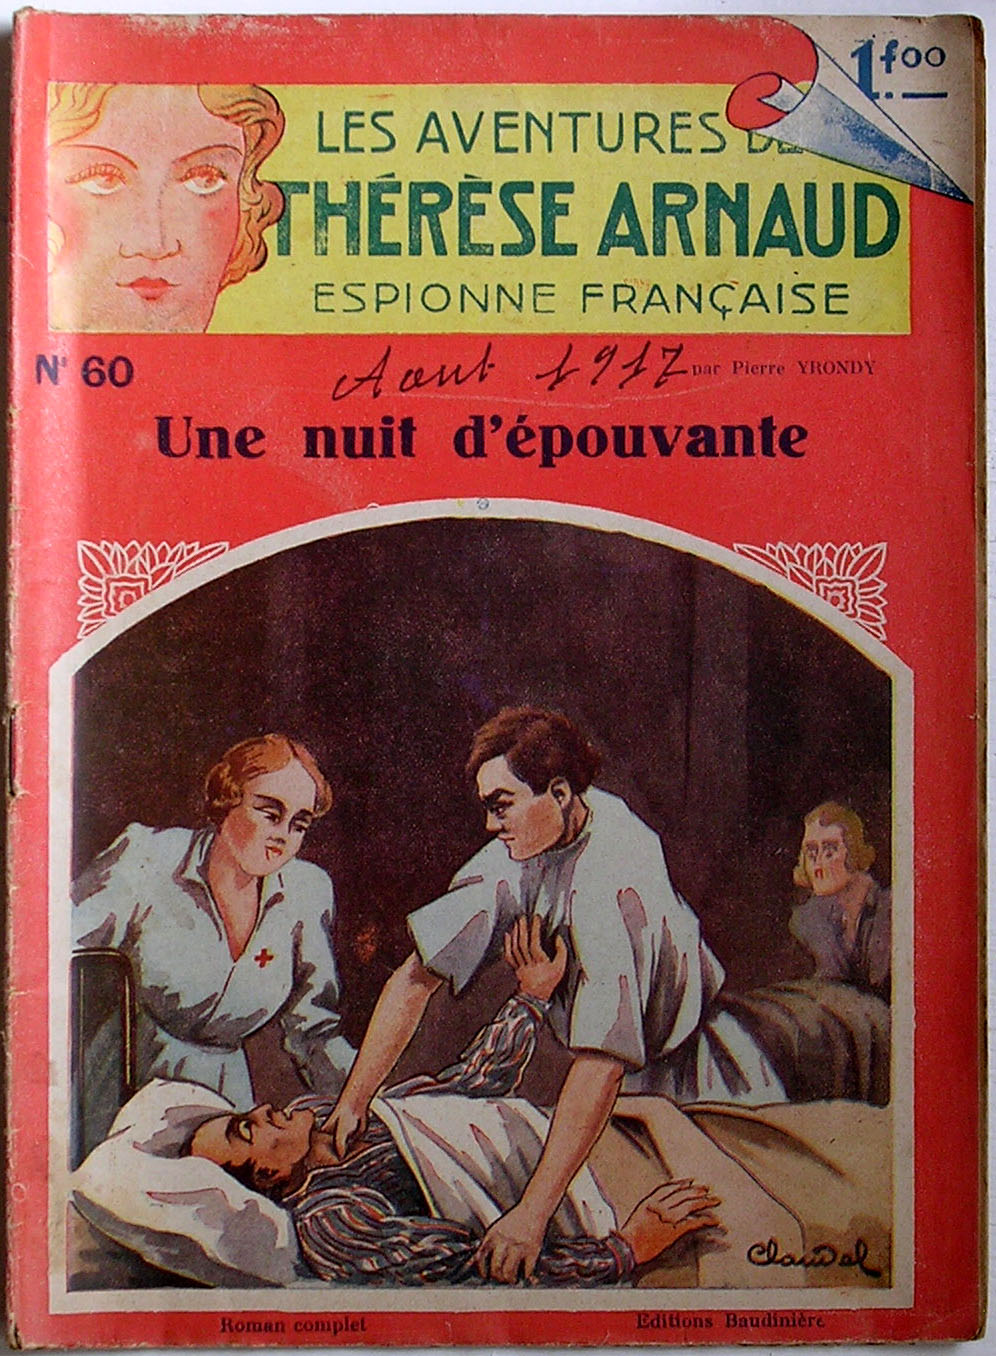 1.f00
LES AVENTURES DE
THÉRÈSE ARNAUD
ESPIONNE FRANÇAISE
N° 60
Aout 1917
par Pierre YRONDY
Une nuit d'épouvante
Claudel
Roman complet
Editions Baudinière